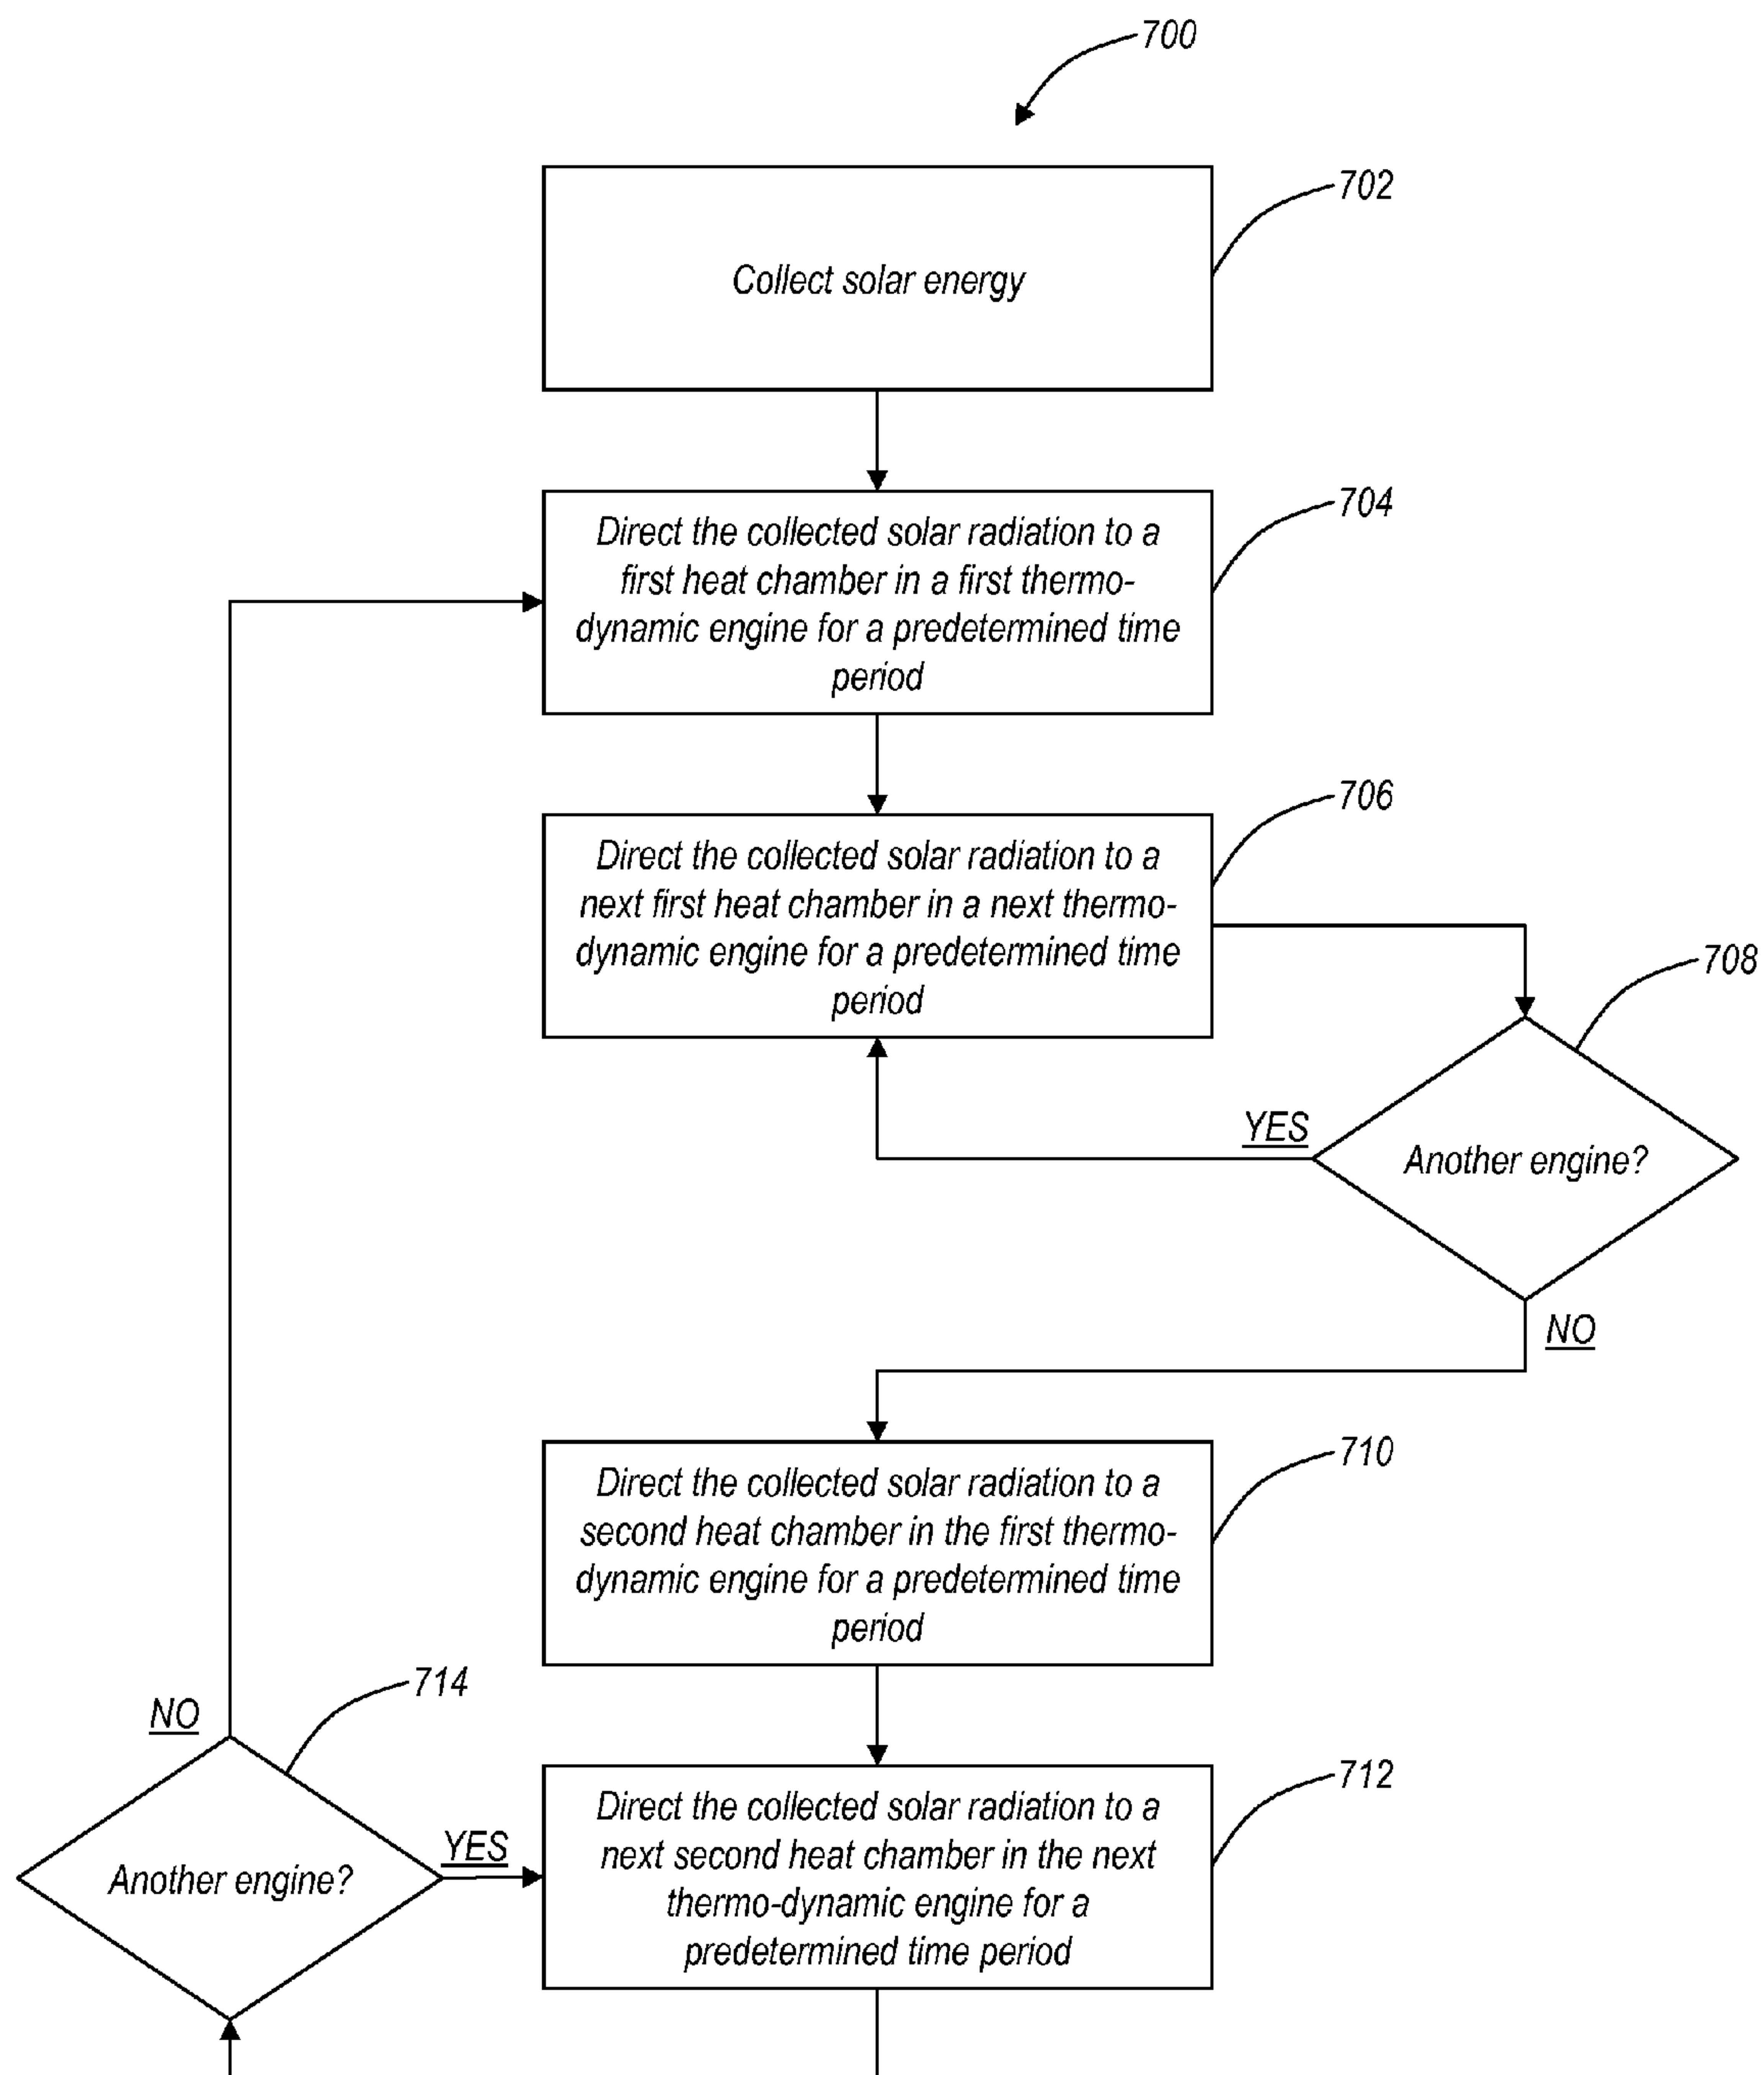 700
702
Collect solar energy
704
Direct the collected solar radiation to a
first heat chamber in a first thermo-
dynamic engine for a predetermined time
period
706
Direct the collected solar radiation to a
next first heat chamber in a next thermo-
dynamic engine for a predetermined time
period
708
YES
Another engine?
NO
710
Direct the collected solar radiation to a
second heat chamber in the first thermo-
dynamic engine for a predetermined time
period
714
NO
712
Direct the collected solar radiation to a
next second heat chamber in the next
thermo-dynamic engine for a
predetermined time period
YES
Another engine?